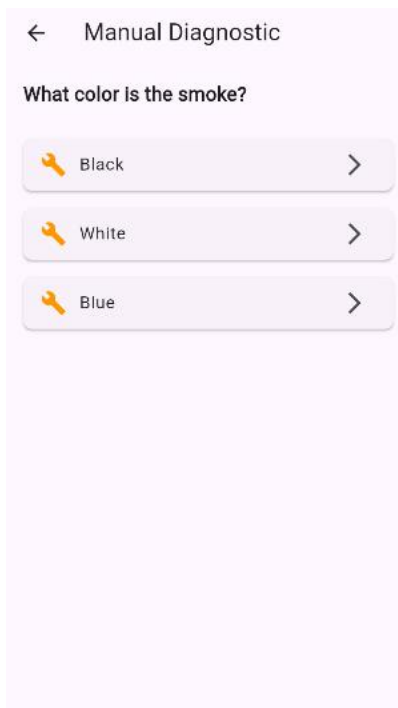 Manual Diagnostic
What color is the smoke?
Black
White
Blue